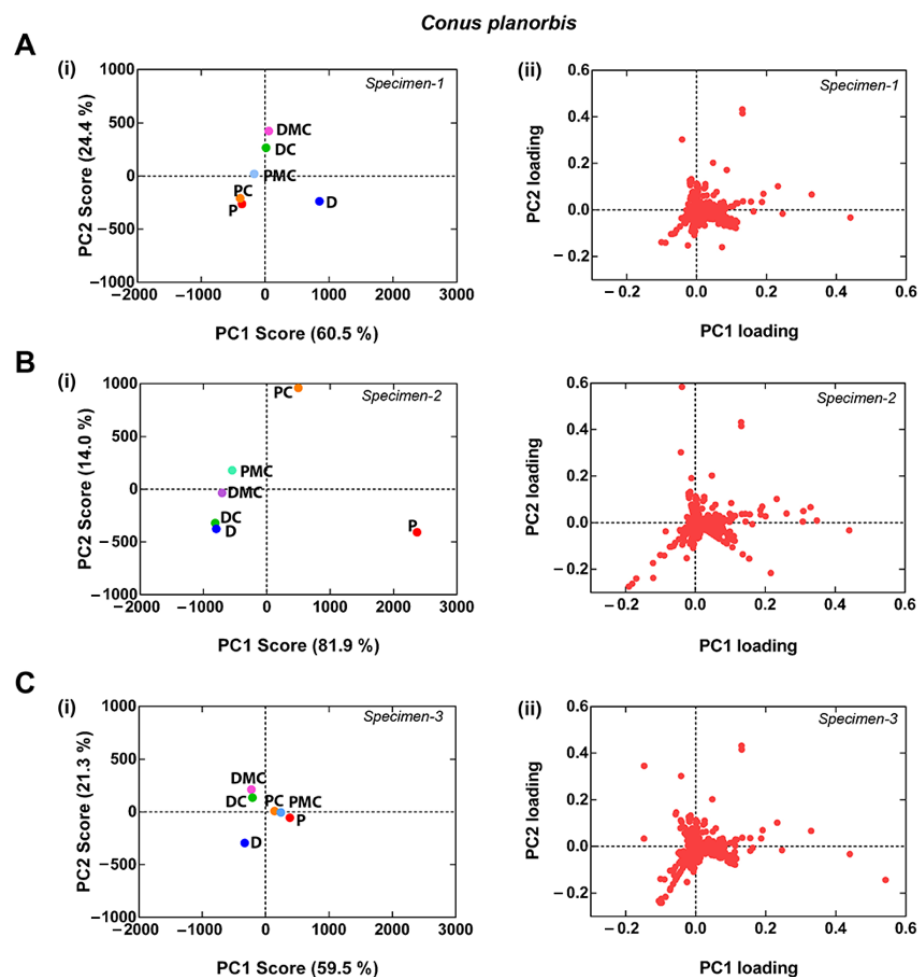 Conus planorbis
A
(i)
Specimen-1
1000
500
0
−500
−1000
−2000 −1000 0 1000 2000 3000
PC2 Score (24.4 %)
PC1 Score (60.5 %)
DMC
DC
PMC
PC
P
D
(ii)
Specimen-1
0.6
0.4
0.2
0.0
−0.2
−0.2 0.0 0.2 0.4 0.6
PC2 loading
PC1 loading
B
(i)
Specimen-2
1000
500
0
−500
−1000
−2000 −1000 0 1000 2000 3000
PC2 Score (14.0 %)
PC1 Score (81.9 %)
PC
PMC
DMC
DC
D
P
Specimen-2
0.6
0.4
0.2
0.0
−0.2
−0.2 0.0 0.2 0.4 0.6
PC2 loading
PC1 loading
C
(i)
Specimen-3
1000
500
0
−500
−1000
−2000 −1000 0 1000 2000 3000
PC2 Score (21.3 %)
PC1 Score (59.5 %)
DMC
DC
PC PMC
P
D
(ii)
Specimen-3
0.6
0.4
0.2
0.0
−0.2
−0.2 0.0 0.2 0.4 0.6
PC2 loading
PC1 loading